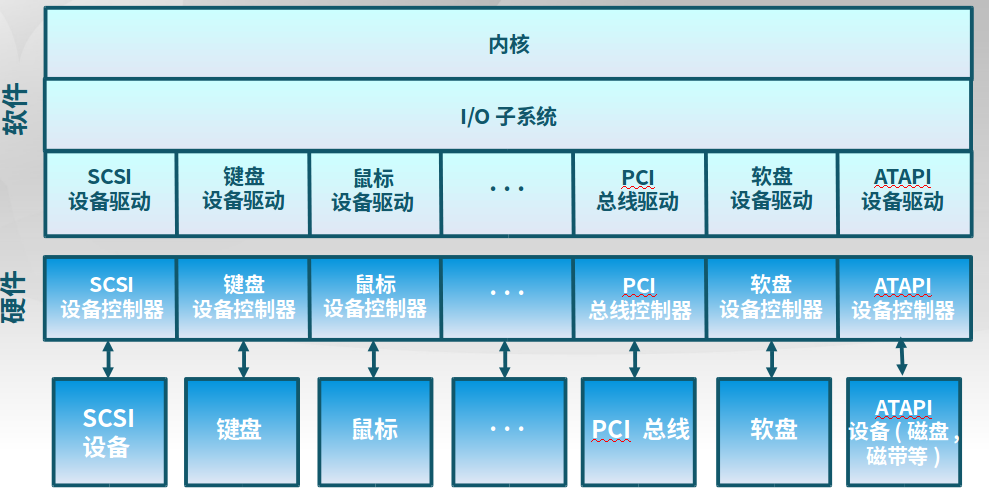 软件
内核
I/O 子系统
SCSI
设备驱动
键盘
设备驱动
鼠标
设备驱动
···
PCI
总线驱动
软盘
设备驱动
ATAPI
设备驱动
硬件
SCSI
设备控制器
键盘
设备控制器
鼠标
设备控制器
···
PCI
总线控制器
软盘
设备控制器
ATAPI
设备控制器
SCSI
设备
键盘
鼠标
···
PCI 总线
软盘
ATAPI
设备 ( 磁盘 ,
磁带等 )